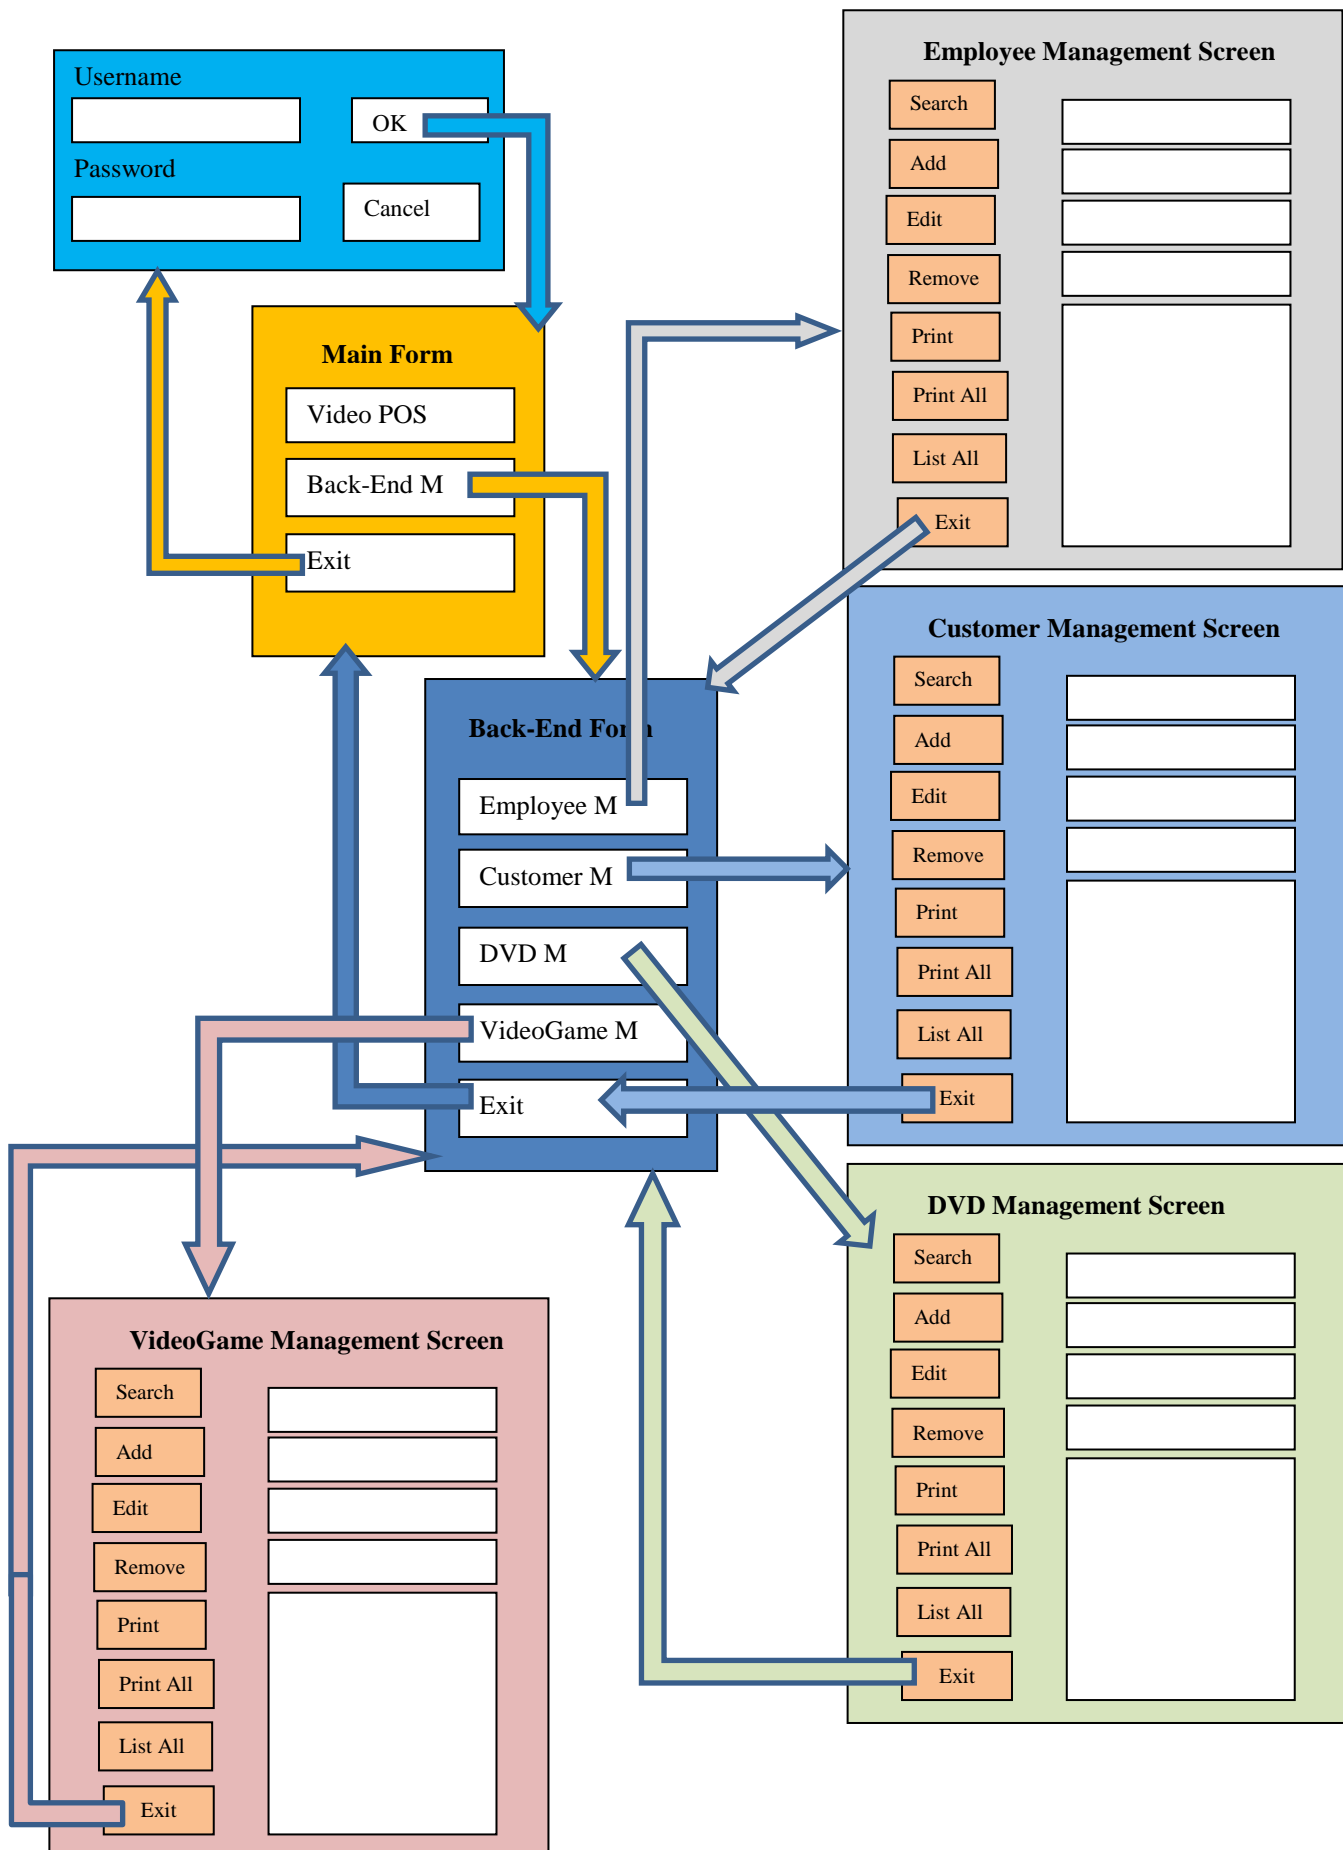 Username
OK
Password
Cancel
Main Form
Video POS
Back-End M
Exit
Back-End Form
Employee M
Customer M
DVD M
VideoGame M
Exit
Employee Management Screen
Search
Add
Edit
Remove
Print
Print All
List All
Exit
Customer Management Screen
Search
Add
Edit
Remove
Print
Print All
List All
Exit
DVD Management Screen
Search
Add
Edit
Remove
Print
Print All
List All
Exit
VideoGame Management Screen
Search
Add
Edit
Remove
Print
Print All
List All
Exit